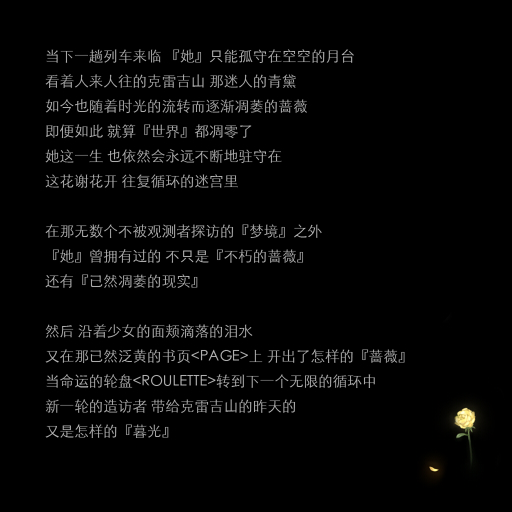 当下一趟列车来临 『她』只能孤守在空空的月台
看着人来人往的克雷吉山 那迷人的青黛
如今也随着时光的流转而逐渐凋萎的蔷薇
即便如此 就算『世界』都凋零了
她这一生 也依然会永远不断地驻守在
这花谢花开 往复循环的迷宫里
在那无数个不被观测者探访的『梦境』之外
『她』曾拥有过的 不只是『不朽的蔷薇』
还有『已然凋萎的现实』
然后 沿着少女的面颊滴落的泪水
又在那已然泛黄的书页<PAGE>上 开出了怎样的『蔷薇』
当命运的轮盘<ROULETTE>转到下一个无限的循环中
新一轮的造访者 带给克雷吉山的昨天的
又是怎样的『暮光』